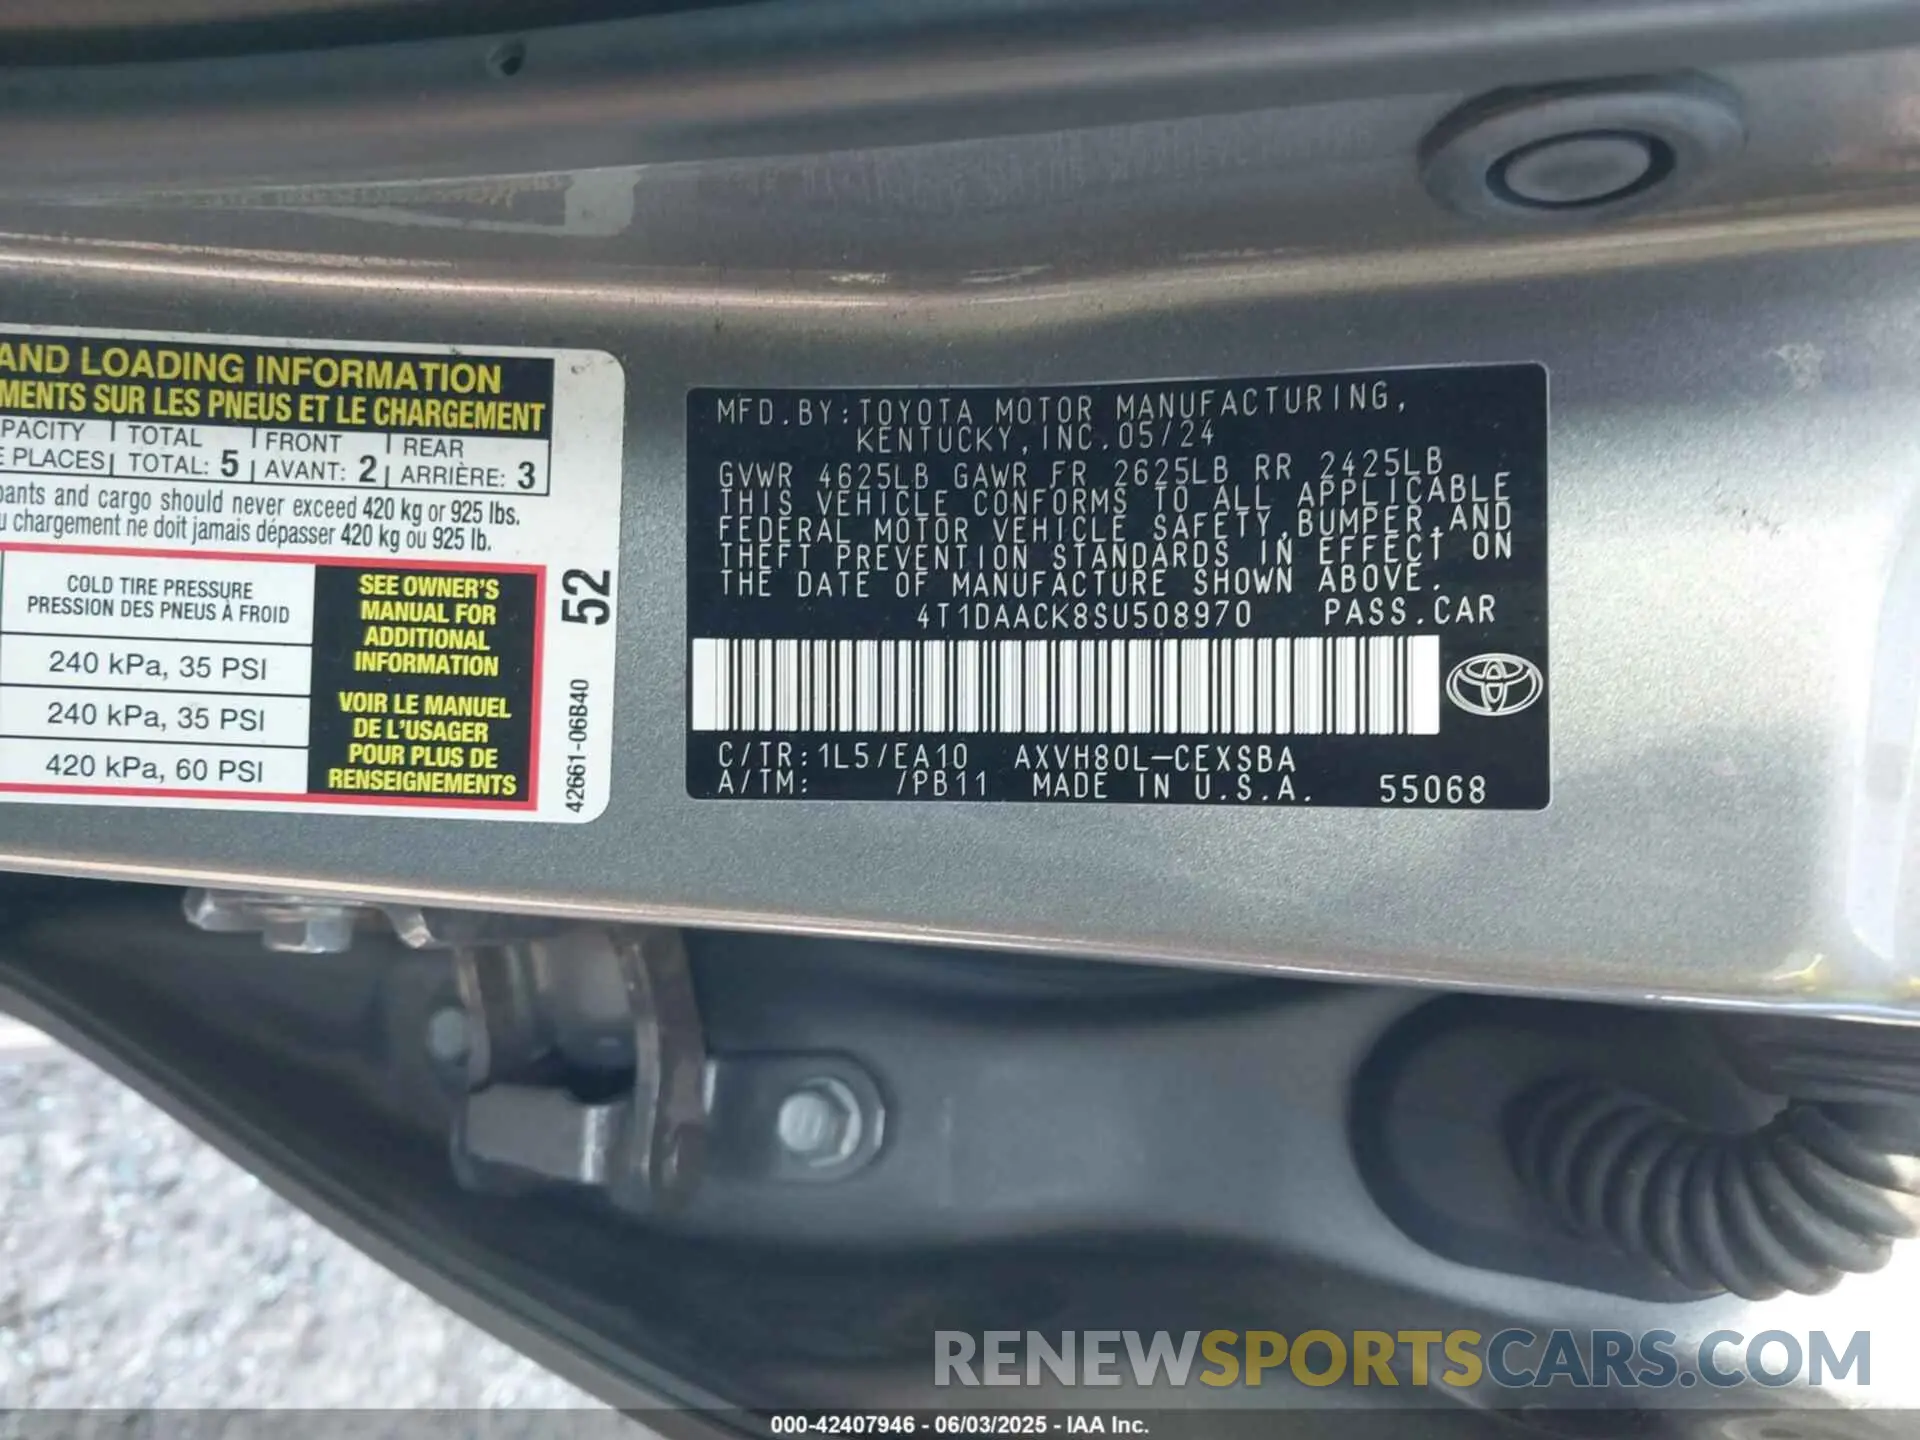 AND LOADING INFORMATION
MENTS SUR LES PNEUS ET LE CHARGEMENT
PACITY TOTAL FRONT REAR
E PLACES TOTAL: 5 AVANT: 2 ARRIÈRE: 3
pants and cargo should never exceed 420 kg or 925 lbs.
u chargement ne doit jamais dépasser 420 kg ou 925 lb.
COLD TIRE PRESSURE
PRESSION DES PNEUS À FROID
240 kPa, 35 PSI
240 kPa, 35 PSI
420 kPa, 60 PSI
SEE OWNER'S
MANUAL FOR
ADDITIONAL
INFORMATION
VOIR LE MANUEL
DE L'USAGER
POUR PLUS DE
RENSEIGNEMENTS
52
42661-06B40
MFD.BY:TOYOTA MOTOR MANUFACTURING,
KENTUCKY,INC.05/24
GVWR 4625LB GAWR FR 2625LB RR 2425LB
THIS VEHICLE CONFORMS TO ALL APPLICABLE
FEDERAL MOTOR VEHICLE SAFETY,BUMPER,AND
THEFT PREVENTION STANDARDS IN EFFECT ON
THE DATE OF MANUFACTURE SHOWN ABOVE.
4T1DAACK8SU508970 PASS.CAR
C/TR:1L5/EA10 AXVH80L-CEXSBA
A/TM: /PB11 MADE IN U.S.A. 55068
RENEWSPORTSCARS.COM
000-42407946 - 06/03/2025 - IAA Inc.